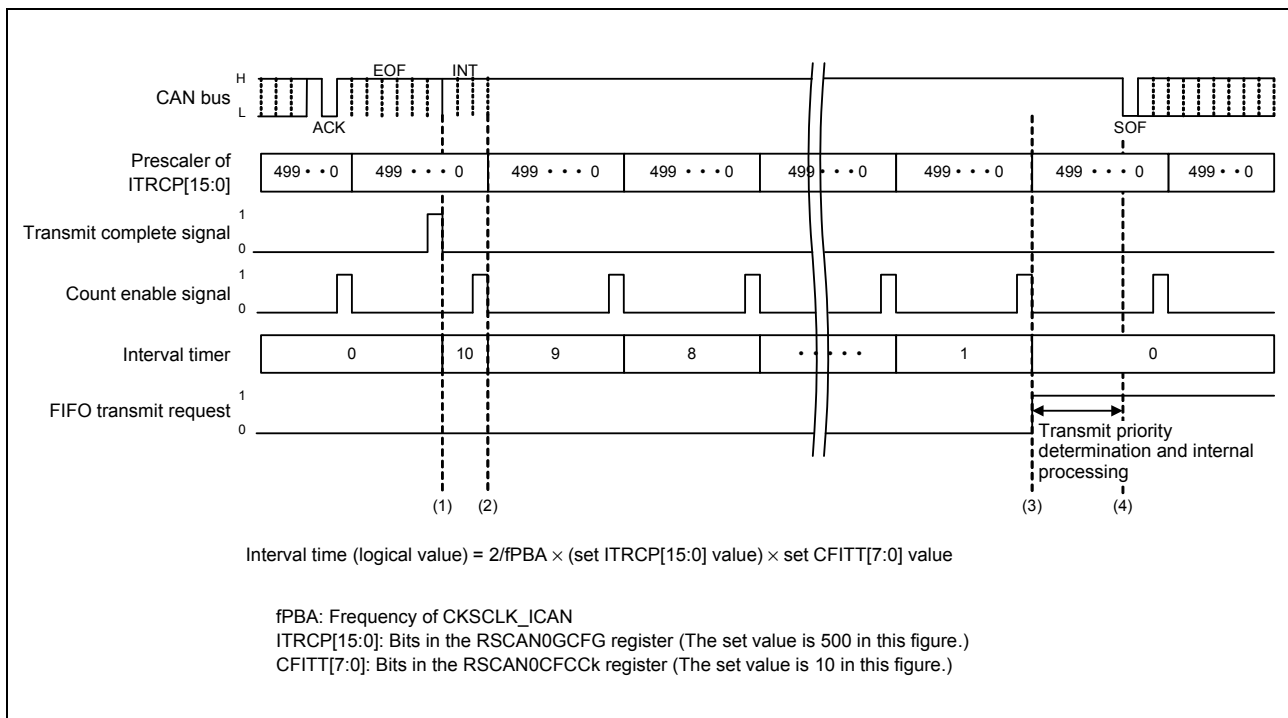 H
EOF
INT
CAN bus
L
ACK
SOF
Prescaler of
ITRCP[15:0]
499 • • 0
499 • • • 0
499 • • • 0
499 • • • 0
499 • • • 0
499 • • • 0
499 • • • 0
499 • • 0
1
Transmit complete signal
0
1
Count enable signal
0
Interval timer
0
10
9
8
• • • • •
1
0
FIFO transmit request
1
0
Transmit priority
determination and internal
processing
(1)
(2)
(3)
(4)
Interval time (logical value) = 2/fPBA × (set ITRCP[15:0] value) × set CFITT[7:0] value
fPBA: Frequency of CKSCLK_ICAN
ITRCP[15:0]: Bits in the RSCAN0GCFG register (The set value is 500 in this figure.)
CFITT[7:0]: Bits in the RSCAN0CFCCk register (The set value is 10 in this figure.)